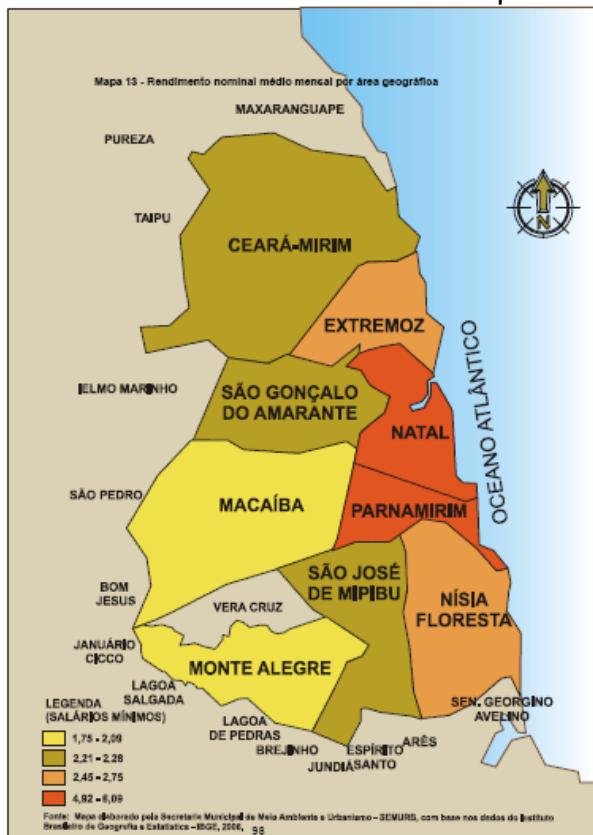 Mapa 13 - Rendimento nominal médio mensal por área geográfica
MAXARANGUAPE
PUREZA
TAIPU
N
CEARÁ-MIRIM
EXTREMOZ
IELMO MARINHO
SÃO GONÇALO
DO AMARANTE
NATAL
OCEANO ATLÂNTICO
SÃO PEDRO
MACAÍBA
PARNAMIRIM
SÃO JOSÉ
DE MIPIBU
BOM
JESUS
VERA CRUZ
NÍSIA
FLORESTA
JANUÁRIO
CICCO
MONTE ALEGRE
LAGOA
SALGADA
SEN. GEORGINO
AVELINO
LAGOA
DE PEDRAS
BREJINHO
JUNDIÁ
ESPÍRITO
SANTO
ARÊS
LEGENDA
(SALÁRIOS MÍNIMOS)
1,75 - 2,09
2,21 - 2,28
2,45 - 2,75
4,92 - 6,09
Fonte: Mapa elaborado pela Secretaria Municipal de Meio Ambiente e Urbanismo - SEMURB, com base nos dados do Instituto
Brasileiro de Geografia e Estatística - IBGE, 2000, 98